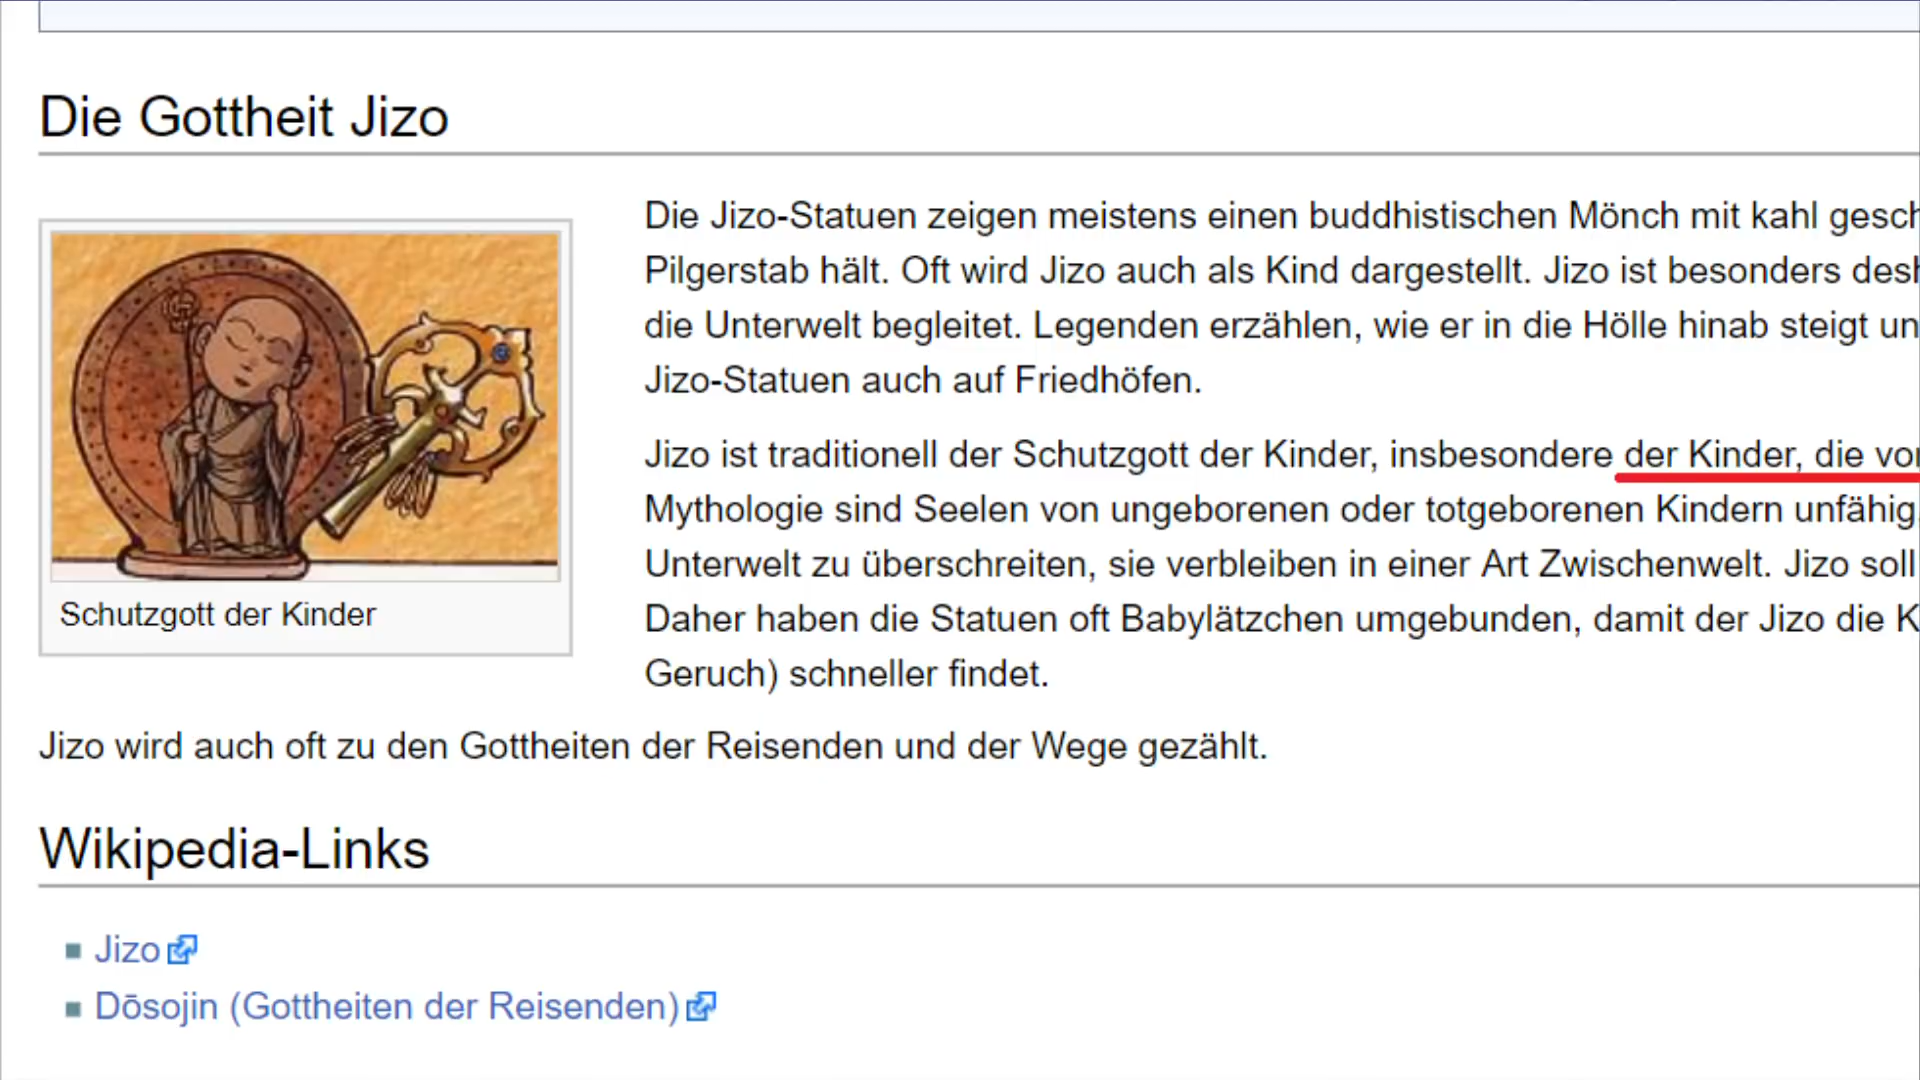 Die Gottheit Jizo
Die Jizo-Statuen zeigen meistens einen buddhistischen Mönch mit kahl
Pilgerstab hält. Oft wird Jizo auch als Kind dargestellt. Jizo ist besonders
die Unterwelt begleitet. Legenden erzählen, wie er in die Hölle hinab steigt
Jizo-Statuen auch auf Friedhöfen.
Jizo ist traditionell der Schutzgott der Kinder, insbesondere der Kinder, die
Mythologie sind Seelen von ungeborenen oder totgeborenen Kindern unfähig
Unterwelt zu überschreiten, sie verbleiben in einer Art Zwischenwelt. Jizo soll
Daher haben die Statuen oft Babylätzchen umgebunden, damit der Jizo die
Geruch) schneller findet.
Schutzgott der Kinder
Jizo wird auch oft zu den Gottheiten der Reisenden und der Wege gezählt.
Wikipedia-Links
Jizo
Dōsojin (Gottheiten der Reisenden)